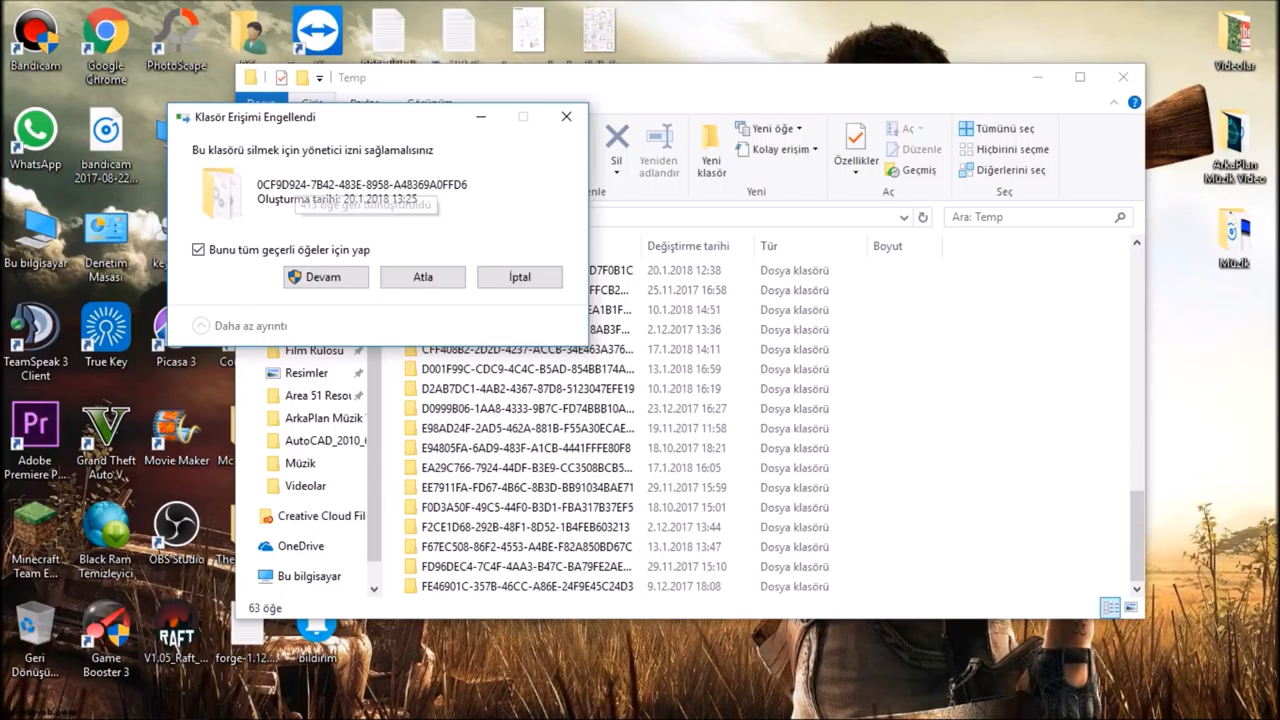 Bandicam
Google
Chrome
PhotoScape
WhatsApp
bandicam
2017-08-22...
Bu bilgisayar
Denetim
Masası
TeamSpeak 3
Client
True Key
Picasa 3
Adobe
Premiere P...
Grand Theft
Auto V
Movie Maker
Minecraft
Team E...
Black Ram
Temizleyici
OBS Studio
Geri
Dönüşü...
Game
Booster 3
RAFT
V1.05_Raft_...
forge-1.12...
bildirim
Temp
Klasör Erişimi Engellendi
Bu klasörü silmek için yönetici izni sağlamalısınız
0CF9D924-7B42-483E-8958-A48369A0FFD6
Oluşturma tarihi: 20.1.2018 13:25
Bunu tüm geçerli öğeler için yap
Devam
Atla
İptal
Daha az ayrıntı
Sil
Yeniden
adlandır
Yeni
klasör
Yeni öğe
Kolay erişim
Yeni
Özellikler
Aç
Düzenle
Geçmiş
Aç
Tümünü seç
Hiçbirini seçme
Diğerlerini seç
Seç
Ara: Temp
Değiştirme tarihi Tür Boyut
D7F0B1C 20.1.2018 12:38 Dosya klasörü
FFCB2... 25.11.2017 16:58 Dosya klasörü
EA1B1F... 10.1.2018 14:51 Dosya klasörü
8AB3F... 2.12.2017 13:36 Dosya klasörü
CFF408B2-2D2D-4237-ACCB-34E463A376... 17.1.2018 14:11 Dosya klasörü
D001F99C-CDC9-4C4C-B5AD-854BB174A... 13.1.2018 16:59 Dosya klasörü
D2AB7DC1-4AB2-4367-87D8-5123047EFE19 10.1.2018 16:19 Dosya klasörü
D0999B06-1AA8-4333-9B7C-FD74BBB10A... 23.12.2017 16:27 Dosya klasörü
E98AD24F-2AD5-462A-881B-F55A30ECAE... 19.11.2017 11:58 Dosya klasörü
E94805FA-6AD9-483F-A1CB-4441FFFE80F8 18.10.2017 18:21 Dosya klasörü
EA29C766-7924-44DF-B3E9-CC3508BCB5... 17.1.2018 16:05 Dosya klasörü
EE7911FA-FD67-4B6C-8B3D-BB91034BAE71 29.11.2017 15:59 Dosya klasörü
F0D3A50F-49C5-44F0-B3D1-FBA317B37EF5 18.10.2017 15:01 Dosya klasörü
F2CE1D68-292B-48F1-8D52-1B4FEB603213 2.12.2017 13:44 Dosya klasörü
F67EC508-86F2-4553-A4BE-F82A850BD67C 13.1.2018 13:47 Dosya klasörü
FD96DEC4-7C4F-4AA3-B47C-BA79FE2AE... 29.11.2017 15:10 Dosya klasörü
FE46901C-357B-46CC-A86E-24F9E45C24D3 9.12.2017 18:08 Dosya klasörü
Film Rulosu
Resimler
Area 51 Resou
ArkaPlan Müzik
AutoCAD_2010_
Müzik
Videolar
Creative Cloud Fil
OneDrive
Bu bilgisayar
63 öğe
Videolar
ArkaPlan
Müzik Video
Müzik